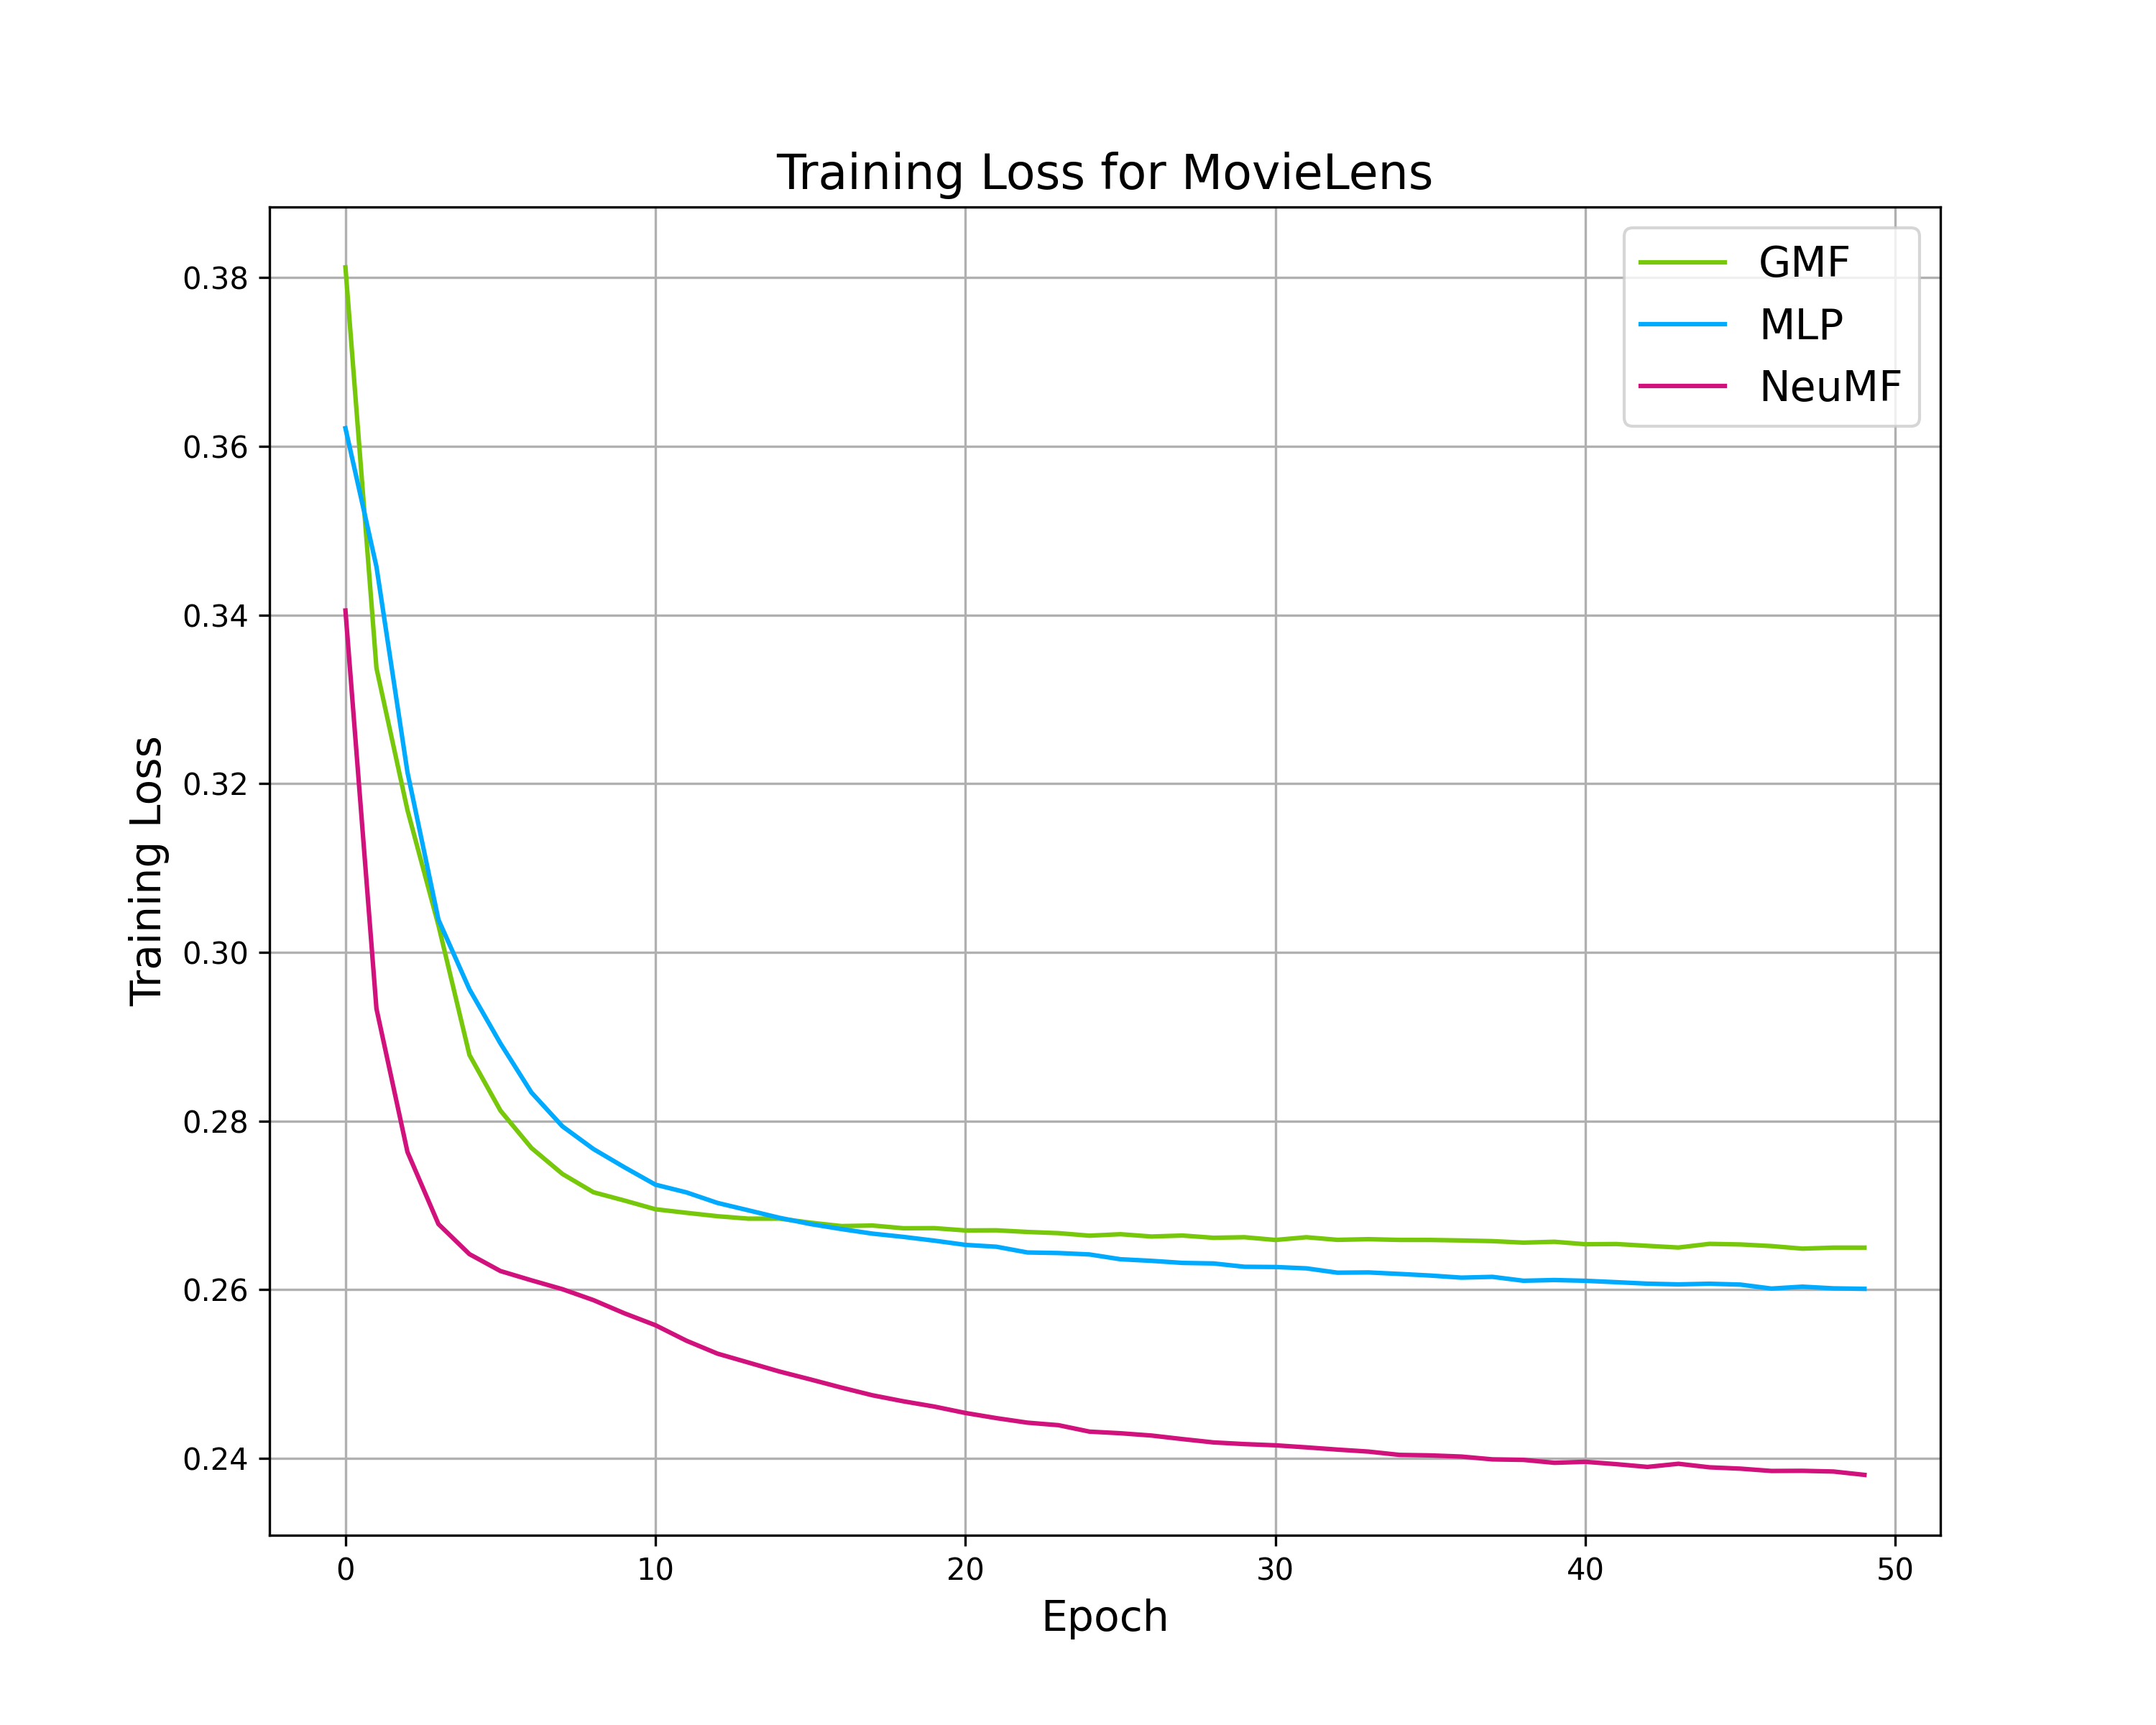 Training Loss for MovieLens
GMF
MLP
NeuMF
Training Loss
0.38
0.36
0.34
0.32
0.30
0.28
0.26
0.24
0 10 20 30 40 50
Epoch